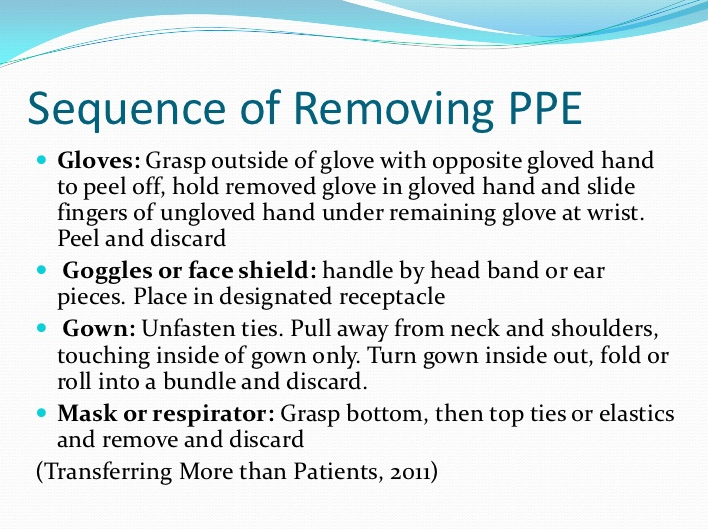 Sequence of Removing PPE
Gloves: Grasp outside of glove with opposite gloved hand
to peel off, hold removed glove in gloved hand and slide
fingers of ungloved hand under remaining glove at wrist.
Peel and discard
Goggles or face shield: handle by head band or ear
pieces. Place in designated receptacle
Gown: Unfasten ties. Pull away from neck and shoulders,
touching inside of gown only. Turn gown inside out, fold or
roll into a bundle and discard.
Mask or respirator: Grasp bottom, then top ties or elastics
and remove and discard
(Transferring More than Patients, 2011)